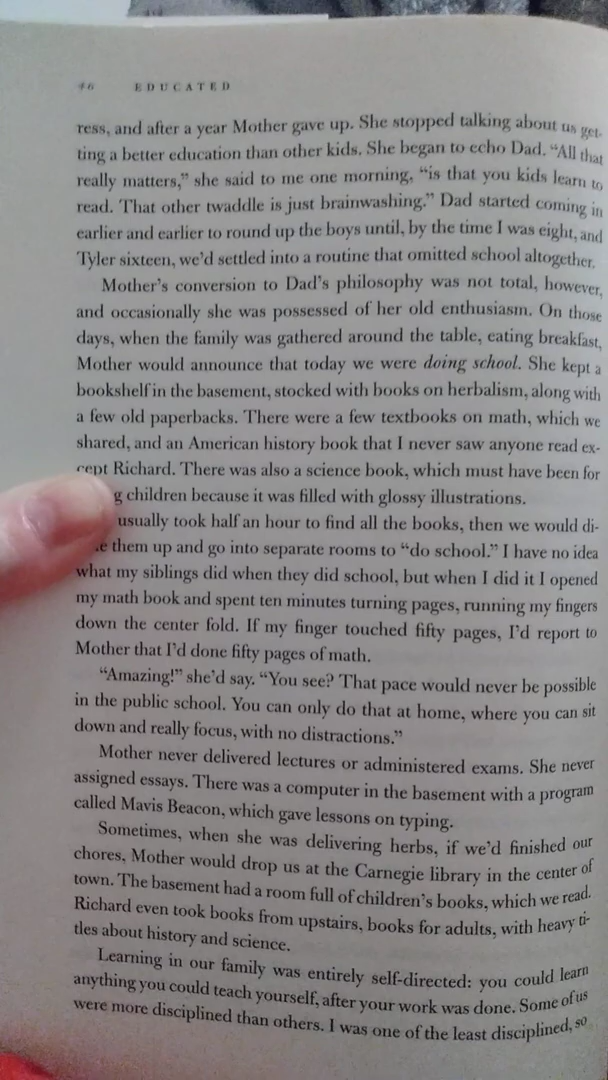 46 EDUCATED
ress, and after a year Mother gave up. She stopped talking about us get-
ting a better education than other kids. She began to echo Dad. “All that
really matters,” she said to me one morning, “is that you kids learn to
read. That other twaddle is just brainwashing.” Dad started coming in
earlier and earlier to round up the boys until, by the time I was eight, and
Tyler sixteen, we’d settled into a routine that omitted school altogether.
Mother’s conversion to Dad’s philosophy was not total, however,
and occasionally she was possessed of her old enthusiasm. On those
days, when the family was gathered around the table, eating breakfast,
Mother would announce that today we were doing school. She kept a
bookshelf in the basement, stocked with books on herbalism, along with
a few old paperbacks. There were a few textbooks on math, which we
shared, and an American history book that I never saw anyone read ex-
cept Richard. There was also a science book, which must have been for
g children because it was filled with glossy illustrations.
usually took half an hour to find all the books, then we would di-
e them up and go into separate rooms to “do school.” I have no idea
what my siblings did when they did school, but when I did it I opened
my math book and spent ten minutes turning pages, running my fingers
down the center fold. If my finger touched fifty pages, I’d report to
Mother that I’d done fifty pages of math.
“Amazing!” she’d say. “You see? That pace would never be possible
in the public school. You can only do that at home, where you can sit
down and really focus, with no distractions.”
Mother never delivered lectures or administered exams. She never
assigned essays. There was a computer in the basement with a program
called Mavis Beacon, which gave lessons on typing.
Sometimes, when she was delivering herbs, if we’d finished our
chores, Mother would drop us at the Carnegie library in the center of
town. The basement had a room full of children’s books, which we read.
Richard even took books from upstairs, books for adults, with heavy ti-
tles about history and science.
Learning in our family was entirely self-directed: you could learn
anything you could teach yourself, after your work was done. Some of us
were more disciplined than others. I was one of the least disciplined, so